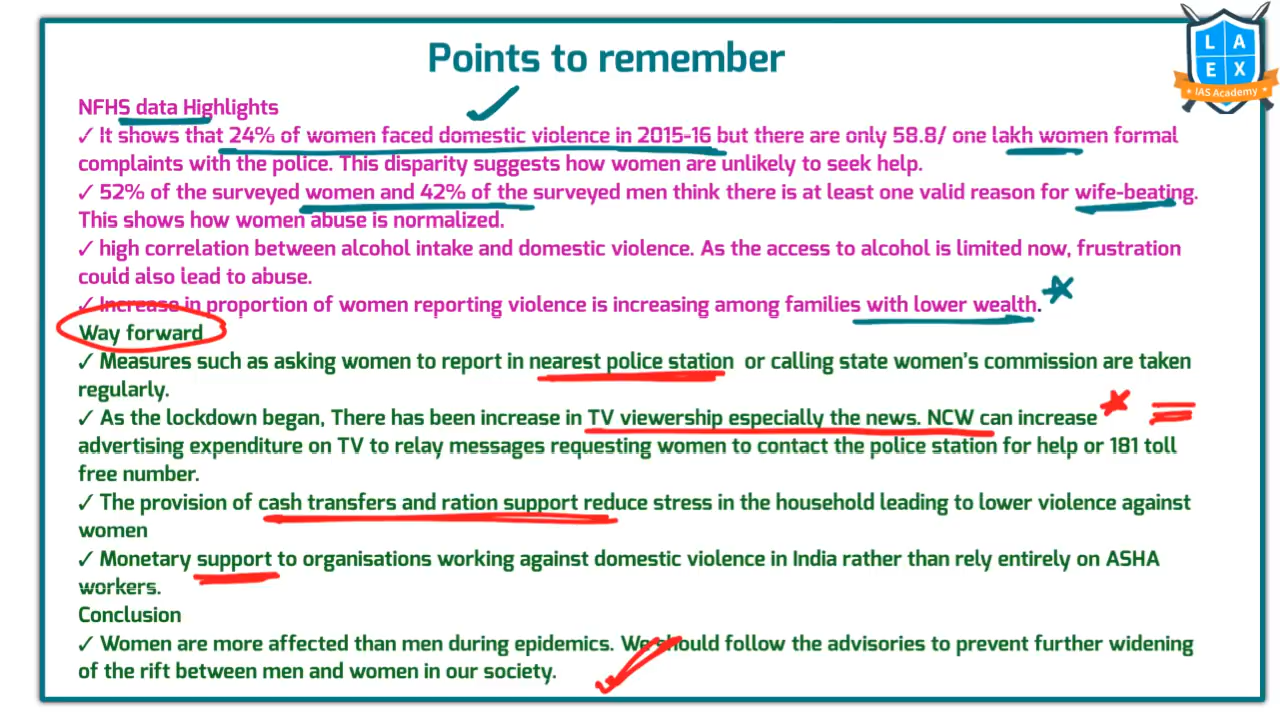 Points to remember
L A
E X
IAS Academy
NFHS data Highlights
✓ It shows that 24% of women faced domestic violence in 2015-16 but there are only 58.8/ one lakh women formal
complaints with the police. This disparity suggests how women are unlikely to seek help.
✓ 52% of the surveyed women and 42% of the surveyed men think there is at least one valid reason for wife-beating.
This shows how women abuse is normalized.
✓ high correlation between alcohol intake and domestic violence. As the access to alcohol is limited now, frustration
could also lead to abuse.
✓ Increase in proportion of women reporting violence is increasing among families with lower wealth.
Way forward
✓ Measures such as asking women to report in nearest police station or calling state women's commission are taken
regularly.
✓ As the lockdown began, There has been increase in TV viewership especially the news. NCW can increase
advertising expenditure on TV to relay messages requesting women to contact the police station for help or 181 toll
free number.
✓ The provision of cash transfers and ration support reduce stress in the household leading to lower violence against
women
✓ Monetary support to organisations working against domestic violence in India rather than rely entirely on ASHA
workers.
Conclusion
✓ Women are more affected than men during epidemics. We should follow the advisories to prevent further widening
of the rift between men and women in our society.